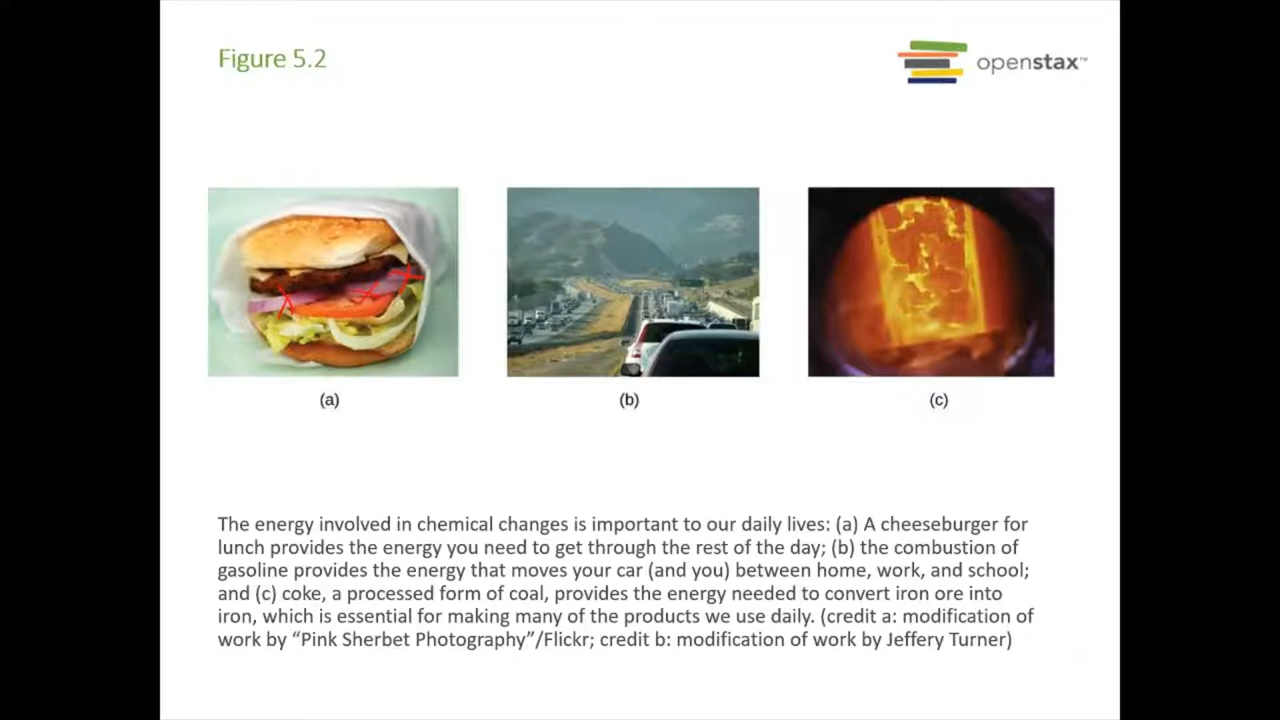 Figure 5.2
openstax™
(a)
(b)
(c)
The energy involved in chemical changes is important to our daily lives: (a) A cheeseburger for
lunch provides the energy you need to get through the rest of the day; (b) the combustion of
gasoline provides the energy that moves your car (and you) between home, work, and school;
and (c) coke, a processed form of coal, provides the energy needed to convert iron ore into
iron, which is essential for making many of the products we use daily. (credit a: modification of
work by “Pink Sherbet Photography”/Flickr; credit b: modification of work by Jeffery Turner)